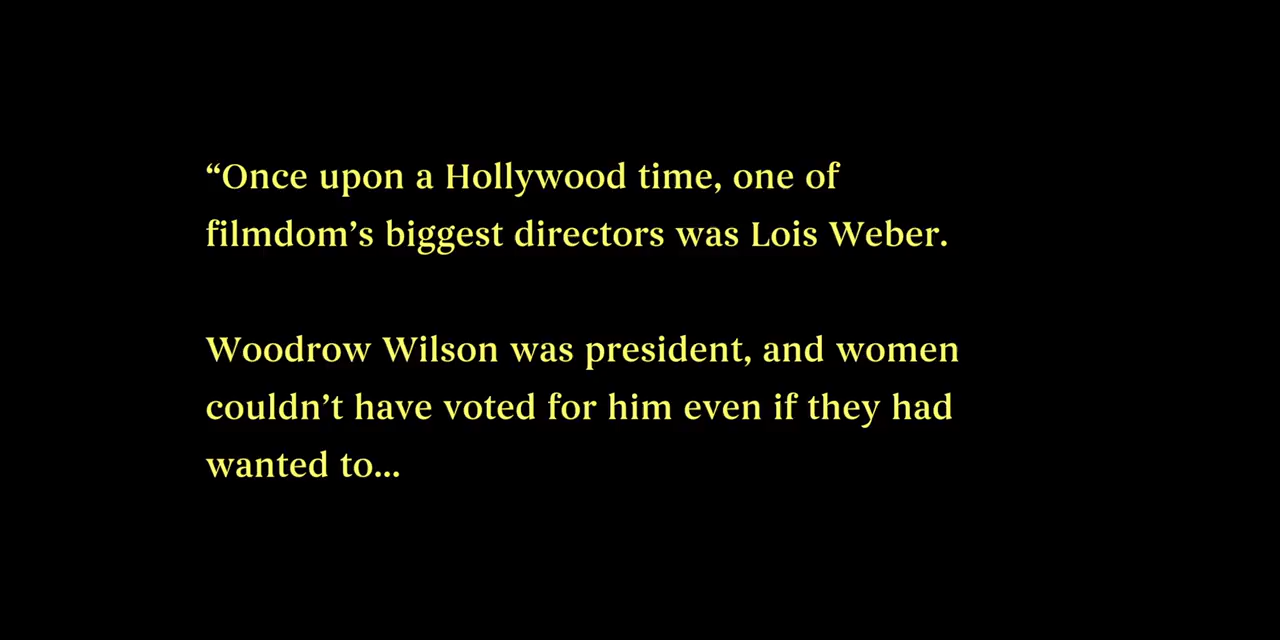 “Once upon a Hollywood time, one of
filmdom’s biggest directors was Lois Weber.
Woodrow Wilson was president, and women
couldn’t have voted for him even if they had
wanted to...